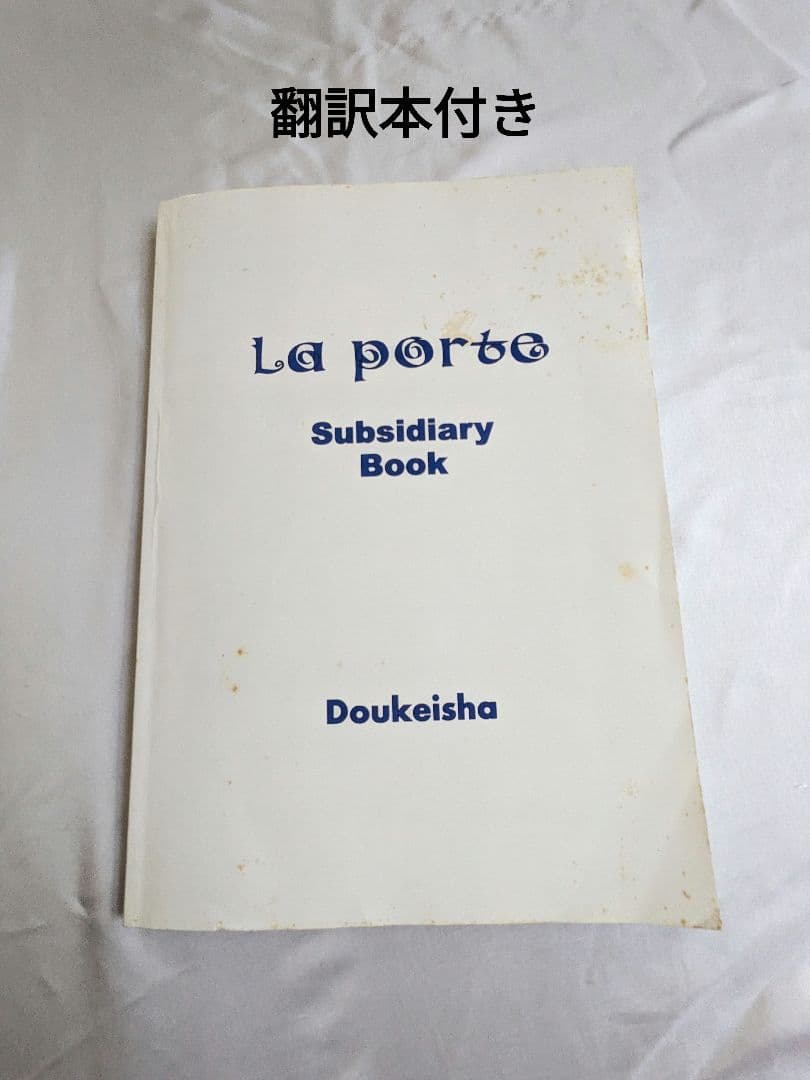 翻訳本付き
La porte
Subsidiary
Book
Doukeisha